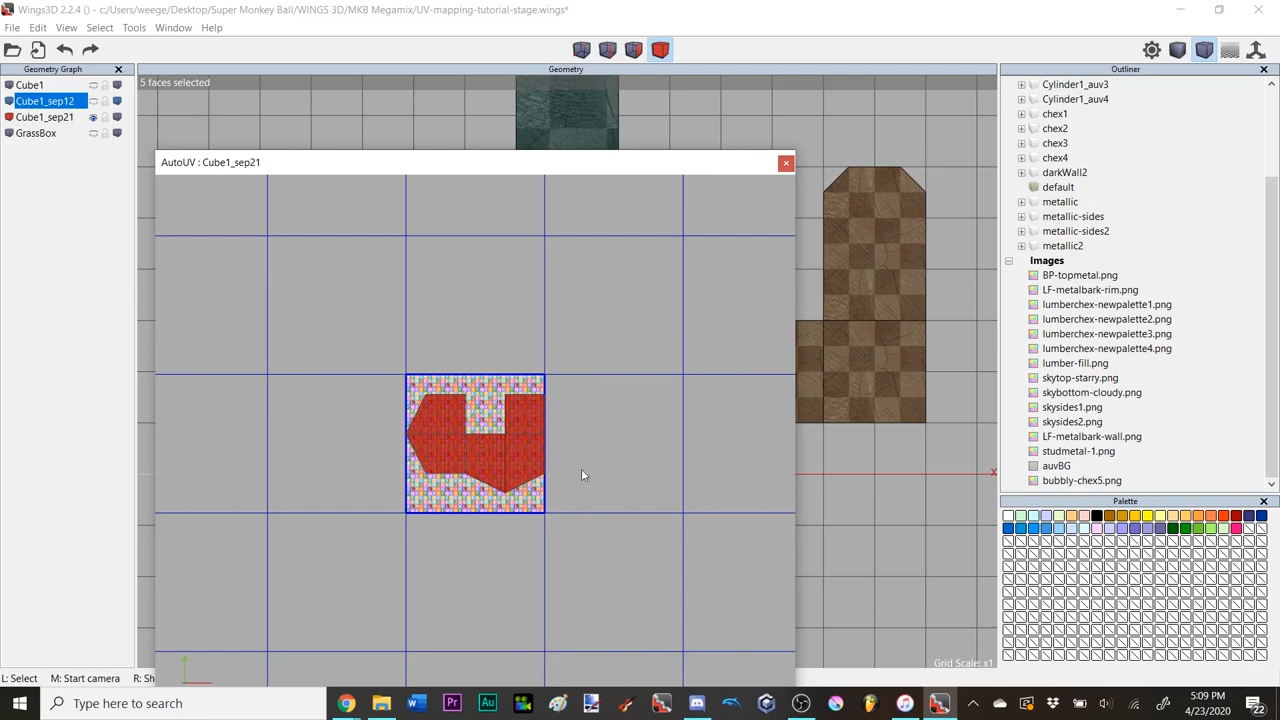 Wings3D 2.2.4 () - c:/Users/weege/Desktop/Super Monkey Ball/WINGS 3D/MKB Megamix/UV-mapping-tutorial-stage.wings*
File Edit View Select Tools Window Help
Geometry Graph
Geometry
Outliner
5 faces selected
Cube1
Cube1_sep12
Cube1_sep21
GrassBox
AutoUV : Cube1_sep21
Cylinder1_auv3
Cylinder1_auv4
chex1
chex2
chex3
chex4
darkWall2
default
metallic
metallic-sides
metallic-sides2
metallic2
Images
BP-topmetal.png
LF-metalbark-rim.png
lumberchex-newpalette1.png
lumberchex-newpalette2.png
lumberchex-newpalette3.png
lumberchex-newpalette4.png
lumber-fill.png
skytop-starry.png
skybottom-cloudy.png
skysides1.png
skysides2.png
LF-metalbark-wall.png
studmetal-1.png
auvBG
bubbly-chex5.png
X
Palette
Grid Scale: x1
L: Select M: Start camera R: Sh
Type here to search
5:09 PM
4/23/2020
22